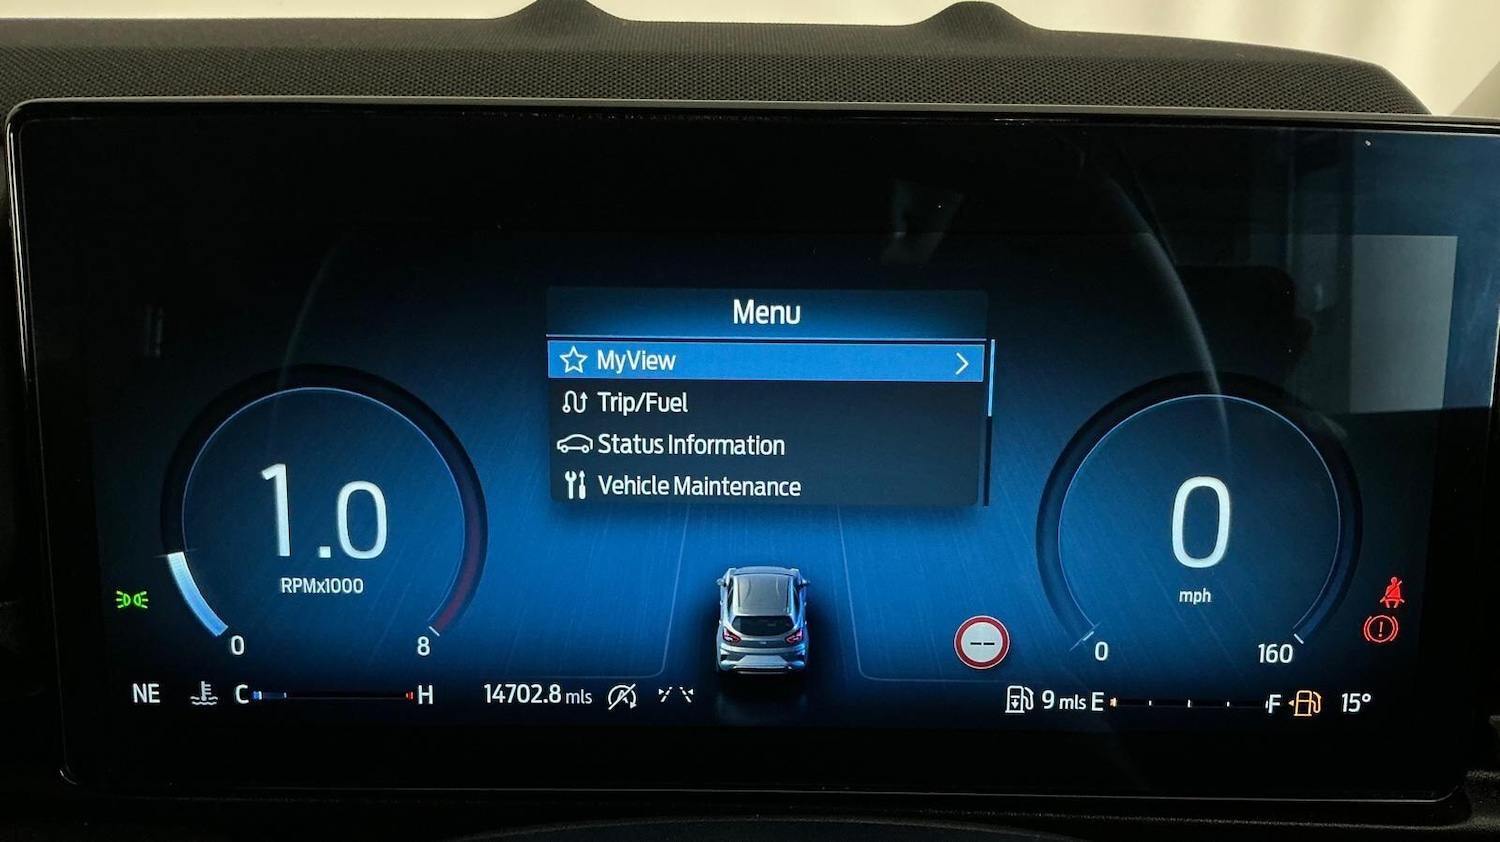 Menu
MyView
Trip/Fuel
Status Information
Vehicle Maintenance
1.0
RPMx1000
0
8
0
mph
0
160
--
NE
C
H
14702.8 mls
9 mls E
F
15°